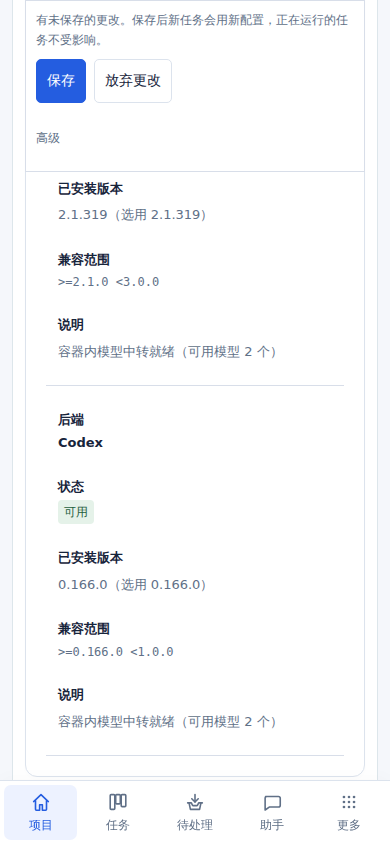 有未保存的更改。保存后新任务会用新配置，正在运行的任
务不受影响。
保存
放弃更改
高级
已安装版本
2.1.319（选用 2.1.319）
兼容范围
>=2.1.0 <3.0.0
说明
容器内模型中转就绪（可用模型 2 个）
后端
Codex
状态
可用
已安装版本
0.166.0（选用 0.166.0）
兼容范围
>=0.166.0 <1.0.0
说明
容器内模型中转就绪（可用模型 2 个）
项目
任务
待处理
助手
更多